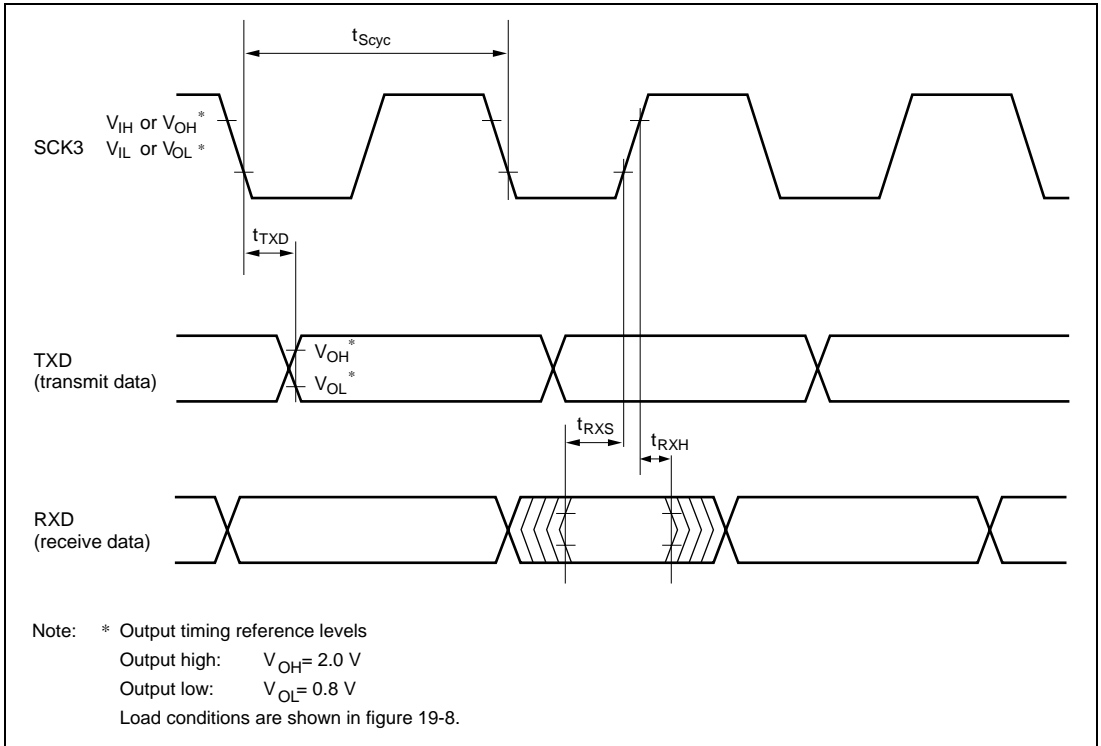 tScyc
VIH or VOH*
SCK3 VIL or VOL*
tTXD
TXD
(transmit data)
VOH*
VOL*
tRXS
tRXH
RXD
(receive data)
Note: * Output timing reference levels
Output high: VOH= 2.0 V
Output low: VOL= 0.8 V
Load conditions are shown in figure 19-8.